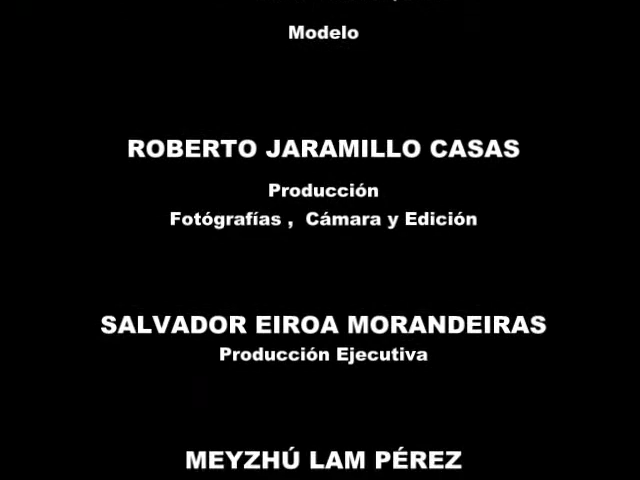 Modelo
ROBERTO JARAMILLO CASAS
Producción
Fotógrafías , Cámara y Edición
SALVADOR EIROA MORANDEIRAS
Producción Ejecutiva
MEYZHÚ LAM PÉREZ